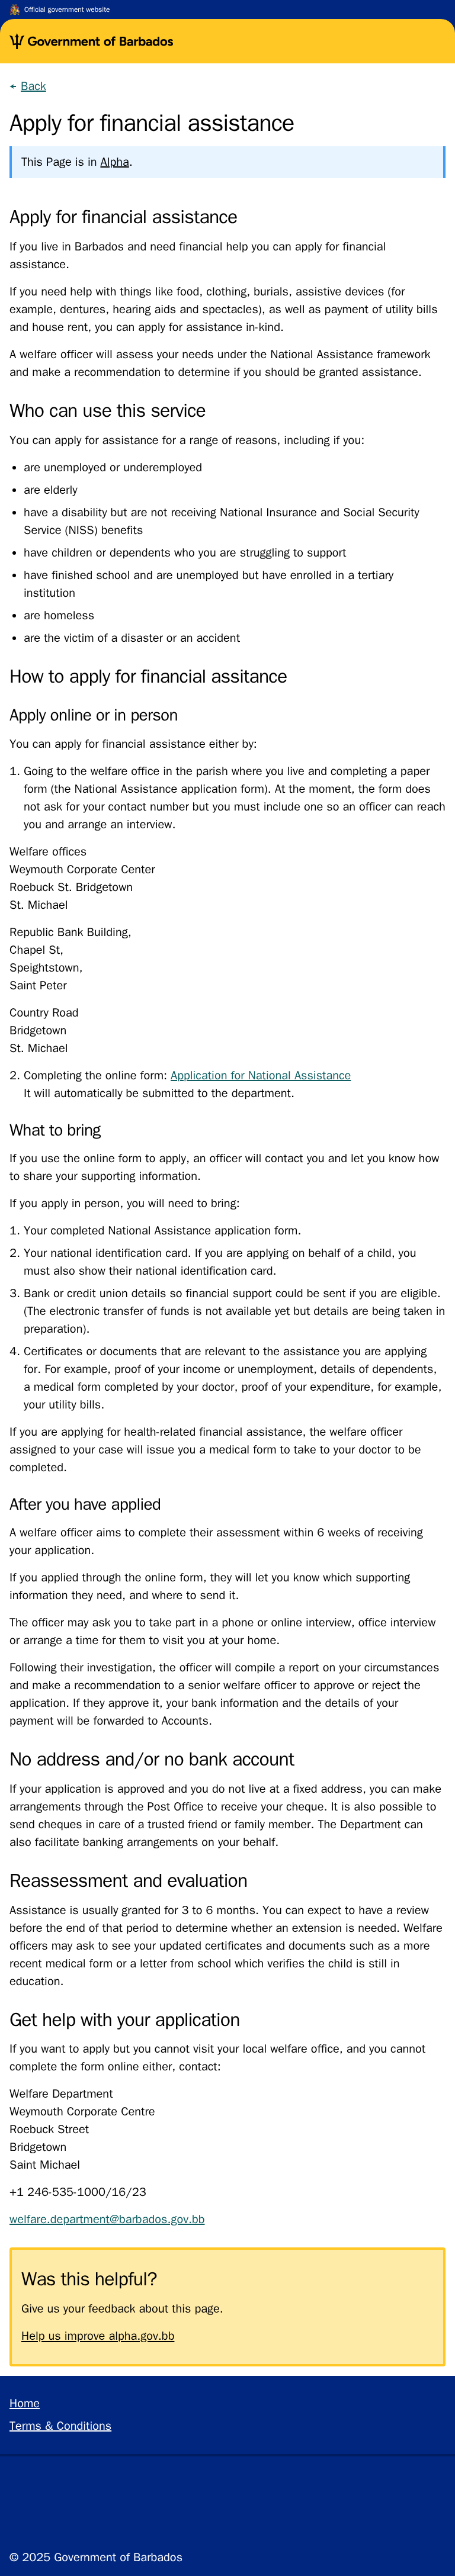 Official government website
Government of Barbados
← Back
Apply for financial assistance
This Page is in Alpha.
Apply for financial assistance
If you live in Barbados and need financial help you can apply for financial
assistance.
If you need help with things like food, clothing, burials, assistive devices (for
example, dentures, hearing aids and spectacles), as well as payment of utility bills
and house rent, you can apply for assistance in-kind.
A welfare officer will assess your needs under the National Assistance framework
and make a recommendation to determine if you should be granted assistance.
Who can use this service
You can apply for assistance for a range of reasons, including if you:
• are unemployed or underemployed
• are elderly
• have a disability but are not receiving National Insurance and Social Security
Service (NISS) benefits
• have children or dependents who you are struggling to support
• have finished school and are unemployed but have enrolled in a tertiary
institution
• are homeless
• are the victim of a disaster or an accident
How to apply for financial assitance
Apply online or in person
You can apply for financial assistance either by:
1. Going to the welfare office in the parish where you live and completing a paper
form (the National Assistance application form). At the moment, the form does
not ask for your contact number but you must include one so an officer can reach
you and arrange an interview.
Welfare offices
Weymouth Corporate Center
Roebuck St. Bridgetown
St. Michael
Republic Bank Building,
Chapel St,
Speightstown,
Saint Peter
Country Road
Bridgetown
St. Michael
2. Completing the online form: Application for National Assistance
It will automatically be submitted to the department.
What to bring
If you use the online form to apply, an officer will contact you and let you know how
to share your supporting information.
If you apply in person, you will need to bring:
1. Your completed National Assistance application form.
2. Your national identification card. If you are applying on behalf of a child, you
must also show their national identification card.
3. Bank or credit union details so financial support could be sent if you are eligible.
(The electronic transfer of funds is not available yet but details are being taken in
preparation).
4. Certificates or documents that are relevant to the assistance you are applying
for. For example, proof of your income or unemployment, details of dependents,
a medical form completed by your doctor, proof of your expenditure, for example,
your utility bills.
If you are applying for health-related financial assistance, the welfare officer
assigned to your case will issue you a medical form to take to your doctor to be
completed.
After you have applied
A welfare officer aims to complete their assessment within 6 weeks of receiving
your application.
If you applied through the online form, they will let you know which supporting
information they need, and where to send it.
The officer may ask you to take part in a phone or online interview, office interview
or arrange a time for them to visit you at your home.
Following their investigation, the officer will compile a report on your circumstances
and make a recommendation to a senior welfare officer to approve or reject the
application. If they approve it, your bank information and the details of your
payment will be forwarded to Accounts.
No address and/or no bank account
If your application is approved and you do not live at a fixed address, you can make
arrangements through the Post Office to receive your cheque. It is also possible to
send cheques in care of a trusted friend or family member. The Department can
also facilitate banking arrangements on your behalf.
Reassessment and evaluation
Assistance is usually granted for 3 to 6 months. You can expect to have a review
before the end of that period to determine whether an extension is needed. Welfare
officers may ask to see your updated certificates and documents such as a more
recent medical form or a letter from school which verifies the child is still in
education.
Get help with your application
If you want to apply but you cannot visit your local welfare office, and you cannot
complete the form online either, contact:
Welfare Department
Weymouth Corporate Centre
Roebuck Street
Bridgetown
Saint Michael
+1 246-535-1000/16/23
welfare.department@barbados.gov.bb
Was this helpful?
Give us your feedback about this page.
Help us improve alpha.gov.bb
Home
Terms & Conditions
© 2025 Government of Barbados